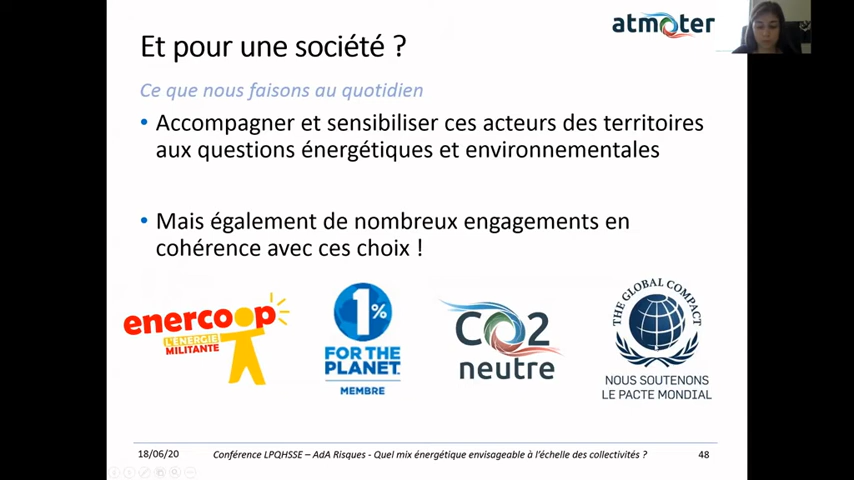 atmoter
Et pour une société ?
Ce que nous faisons au quotidien
• Accompagner et sensibiliser ces acteurs des territoires
aux questions énergétiques et environnementales
• Mais également de nombreux engagements en
cohérence avec ces choix !
enercoop
L'ÉNERGIE
MILITANTE
1%
FOR THE
PLANET
MEMBRE
CO2
neutre
THE GLOBAL COMPACT
NOUS SOUTENONS
LE PACTE MONDIAL
18/06/20
Conférence LPQHSSE – AdA Risques - Quel mix énergétique envisageable à l'échelle des collectivités ?
48